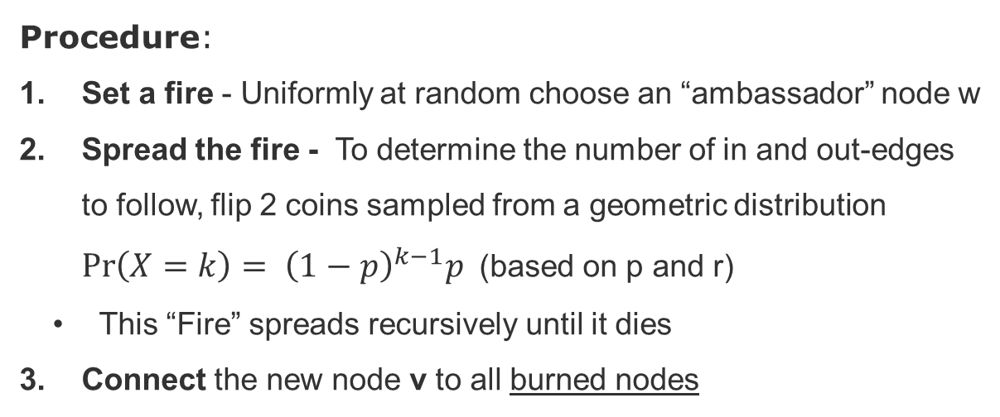 Procedure:
1. Set a fire - Uniformly at random choose an “ambassador” node w
2. Spread the fire - To determine the number of in and out-edges
to follow, flip 2 coins sampled from a geometric distribution
Pr(𝑋 = 𝑘) = (1 − 𝑝)^{𝑘−1}𝑝 (based on p and r)
• This “Fire” spreads recursively until it dies
3. Connect the new node v to all burned nodes